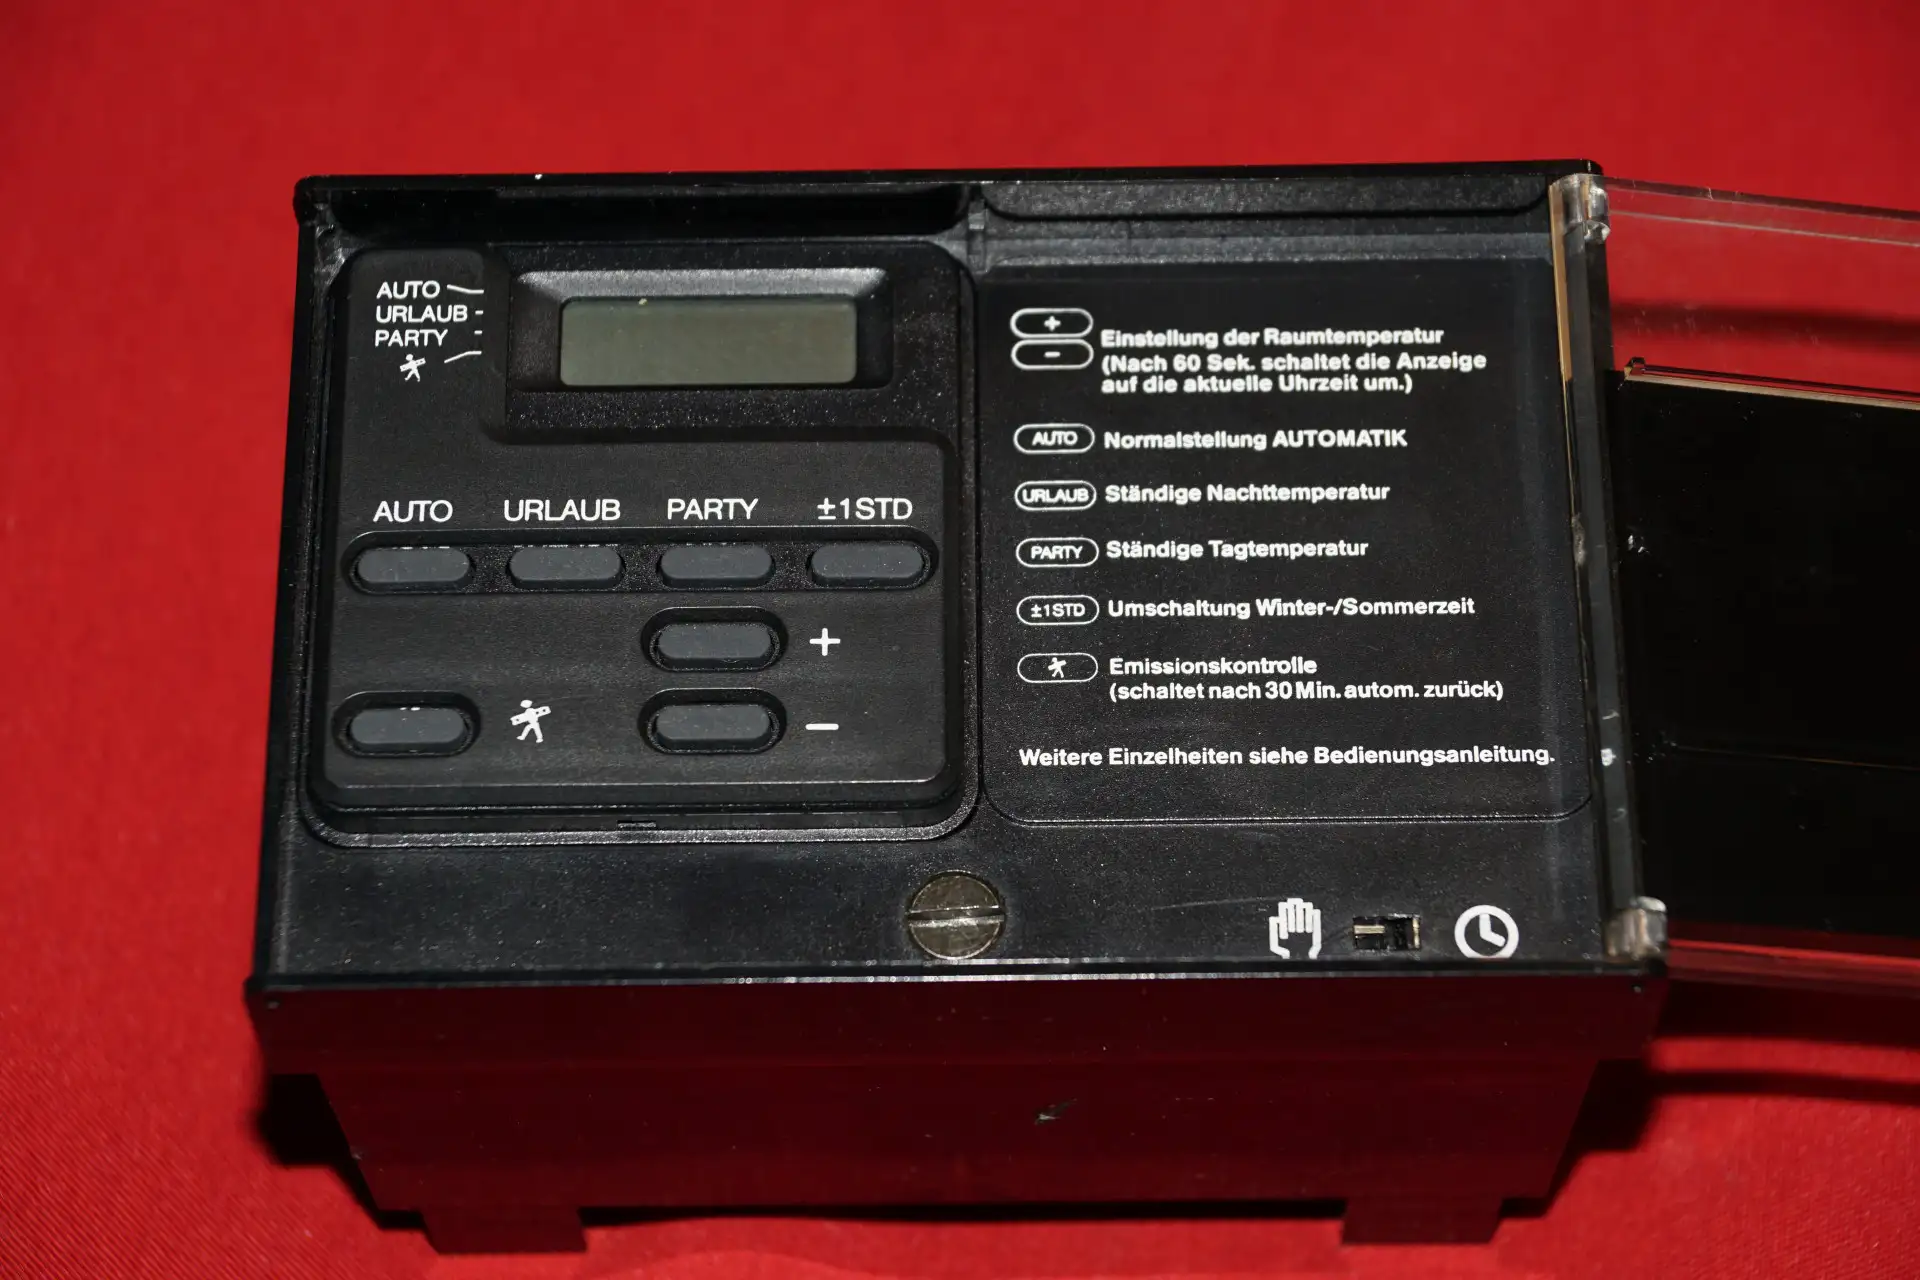 AUTO
URLAUB
PARTY
AUTO URLAUB PARTY ±1STD
+
−
+
-
Einstellung der Raumtemperatur
(Nach 60 Sek. schaltet die Anzeige
auf die aktuelle Uhrzeit um.)
AUTO Normalstellung AUTOMATIK
URLAUB Ständige Nachttemperatur
PARTY Ständige Tagtemperatur
±1STD Umschaltung Winter-/Sommerzeit
Emissionskontrolle
(schaltet nach 30 Min. autom. zurück)
Weitere Einzelheiten siehe Bedienungsanleitung.